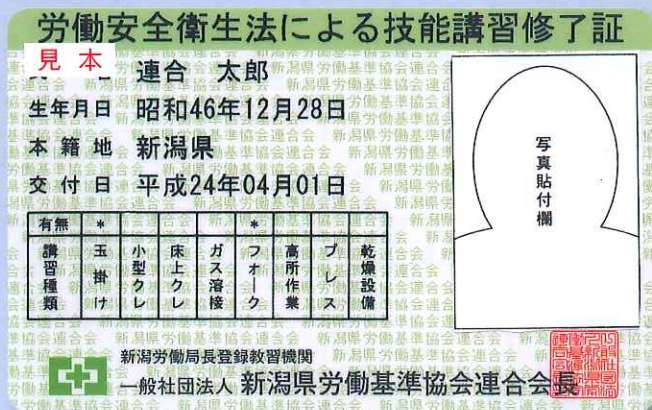 労働安全衛生法による技能講習修了証
見本
名 連合 太郎
生年月日 昭和46年12月28日
本籍地 新潟県
交付日 平成24年04月01日
有無 * *
講習種類 玉掛け 小型クレ 床上クレ ガス溶接 フォーク 高所作業 プレス 乾燥設備
写真貼付欄
新潟労働局長登録教習機関
一般社団法人 新潟県労働基準協会連合会長